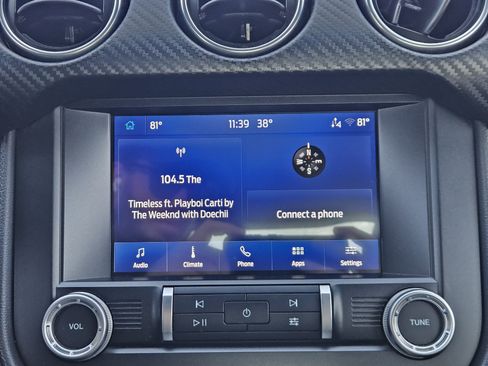 81° 11:39 38° 81°
104.5 The
Timeless ft. Playboi Carti by
The Weeknd with Doechii
N
W E
S
Connect a phone
Audio Climate Phone Apps Settings
VOL TUNE